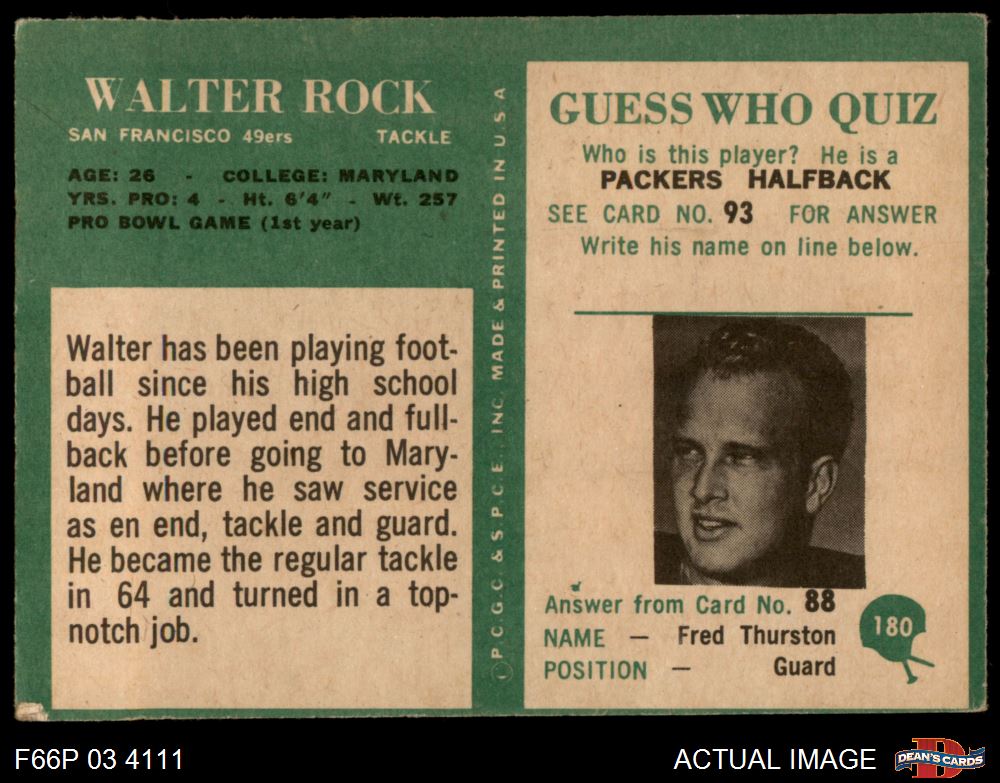 WALTER ROCK
SAN FRANCISCO 49ers TACKLE
AGE: 26 - COLLEGE: MARYLAND
YRS. PRO: 4 - Ht. 6'4" - Wt. 257
PRO BOWL GAME (1st year)
Walter has been playing foot-
ball since his high school
days. He played end and full-
back before going to Mary-
land where he saw service
as en end, tackle and guard.
He became the regular tackle
in 64 and turned in a top-
notch job.
P.C.G.C. & S.P.C.E., INC. MADE & PRINTED IN U S A
GUESS WHO QUIZ
Who is this player? He is a
PACKERS HALFBACK
SEE CARD NO. 93 FOR ANSWER
Write his name on line below.
Answer from Card No. 88
NAME — Fred Thurston
POSITION — Guard
180
F66P 03 4111
ACTUAL IMAGE
D
DEAN'S CARDS